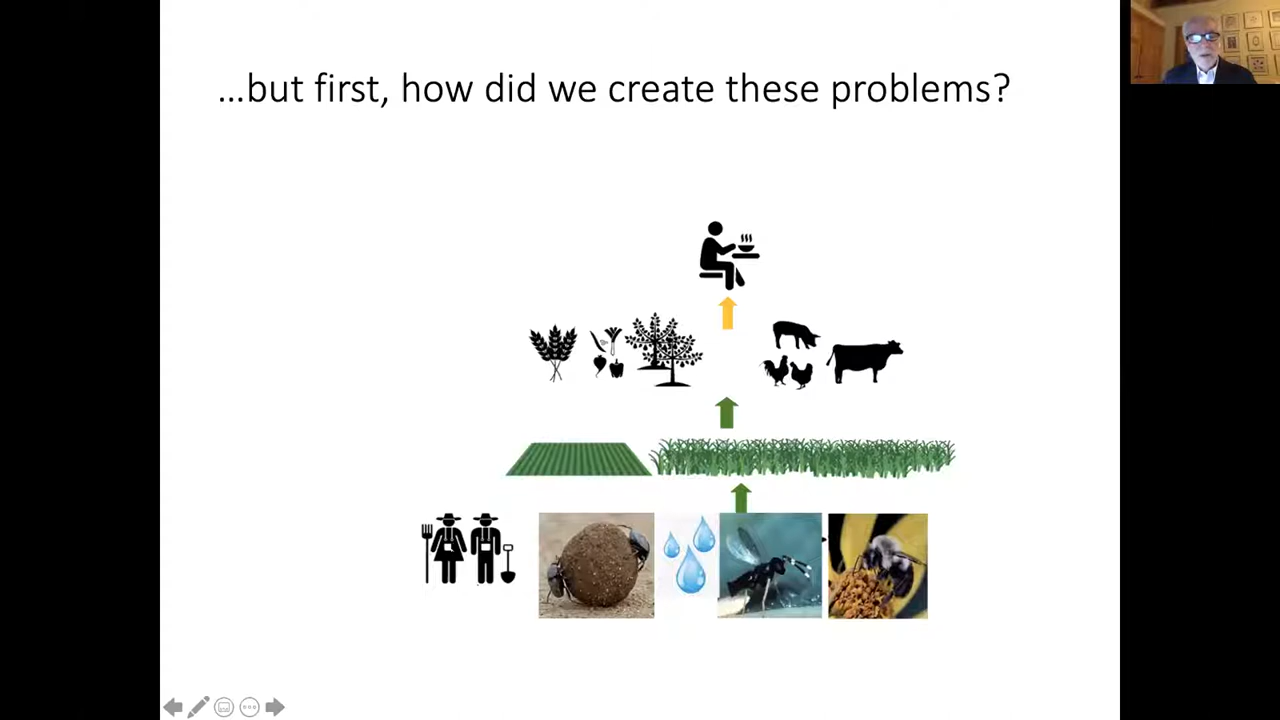 ...but first, how did we create these problems?